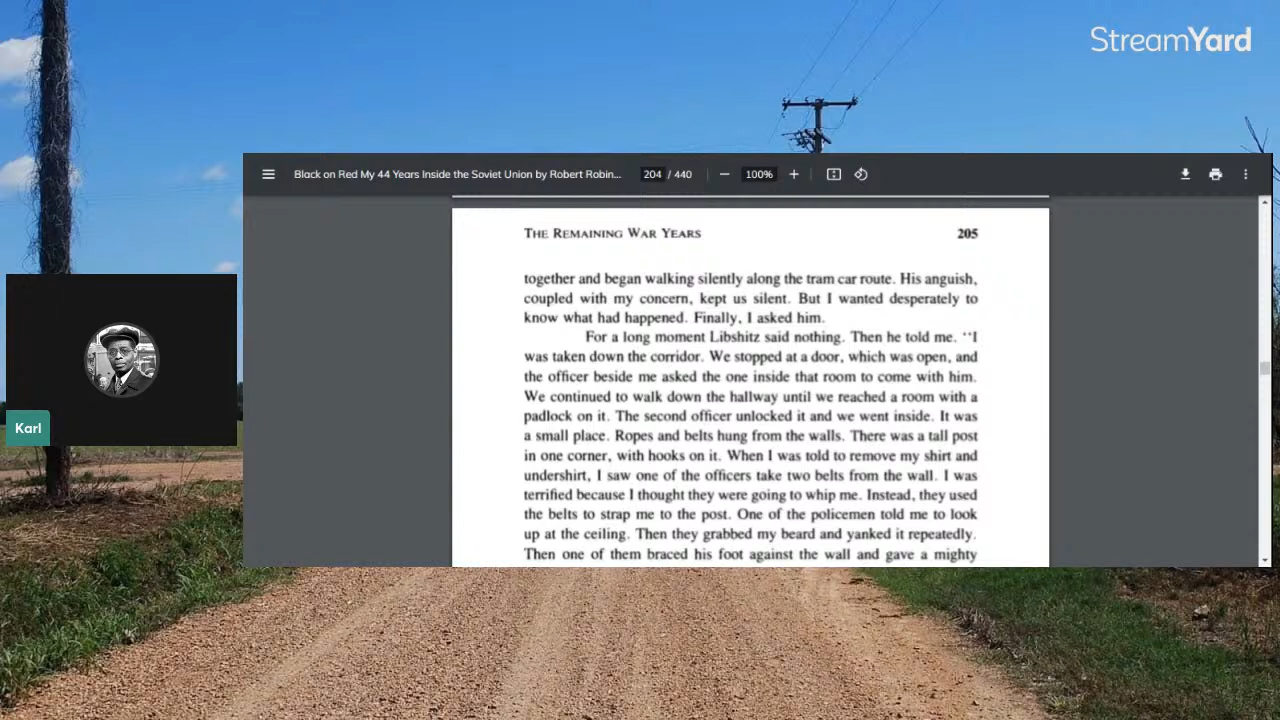 StreamYard
Black on Red My 44 Years Inside the Soviet Union by Robert Robin...
204 / 440
100%
THE REMAINING WAR YEARS
205
together and began walking silently along the tram car route. His anguish,
coupled with my concern, kept us silent. But I wanted desperately to
know what had happened. Finally, I asked him.
For a long moment Libshitz said nothing. Then he told me. “I
was taken down the corridor. We stopped at a door, which was open, and
the officer beside me asked the one inside that room to come with him.
We continued to walk down the hallway until we reached a room with a
padlock on it. The second officer unlocked it and we went inside. It was
a small place. Ropes and belts hung from the walls. There was a tall post
in one corner, with hooks on it. When I was told to remove my shirt and
undershirt, I saw one of the officers take two belts from the wall. I was
terrified because I thought they were going to whip me. Instead, they used
the belts to strap me to the post. One of the policemen told me to look
up at the ceiling. Then they grabbed my beard and yanked it repeatedly.
Then one of them braced his foot against the wall and gave a mighty
Karl